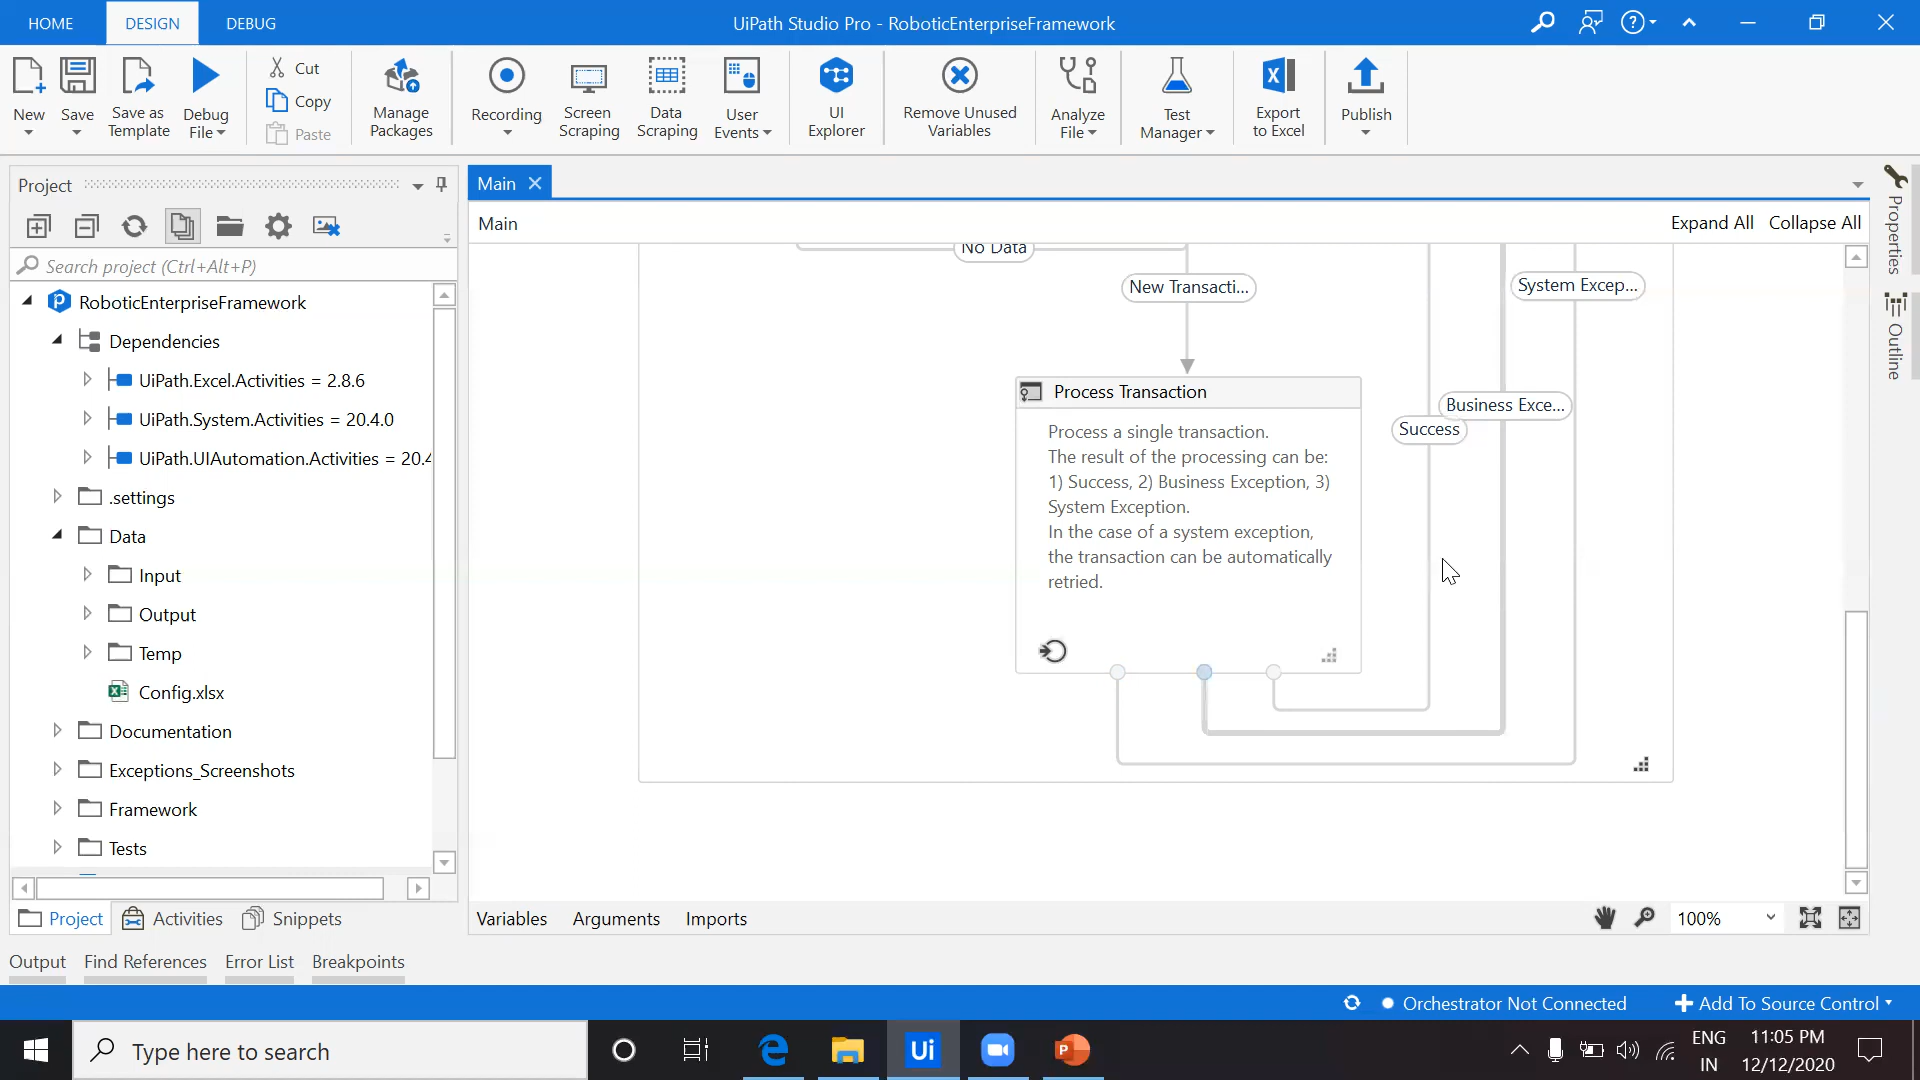 HOME DESIGN DEBUG UiPath Studio Pro - RoboticEnterpriseFramework
New Save Save as Template Debug File
Cut
Copy
Paste
Manage Packages
Recording
Screen Scraping
Data Scraping
User Events
UI Explorer
Remove Unused Variables
Analyze File
Test Manager
Export to Excel
Publish
Project
Search project (Ctrl+Alt+P)
RoboticEnterpriseFramework
Dependencies
UiPath.Excel.Activities = 2.8.6
UiPath.System.Activities = 20.4.0
UiPath.UIAutomation.Activities = 20.4
.settings
Data
Input
Output
Temp
Config.xlsx
Documentation
Exceptions_Screenshots
Framework
Tests
Project Activities Snippets
Main
Main Expand All Collapse All
No Data
New Transacti...
System Excep...
Process Transaction
Business Exce...
Success
Process a single transaction.
The result of the processing can be:
1) Success, 2) Business Exception, 3)
System Exception.
In the case of a system exception,
the transaction can be automatically
retried.
Variables Arguments Imports 100%
Properties
Outline
Output Find References Error List Breakpoints
Orchestrator Not Connected Add To Source Control
Type here to search
Ui
ENG
IN
11:05 PM
12/12/2020